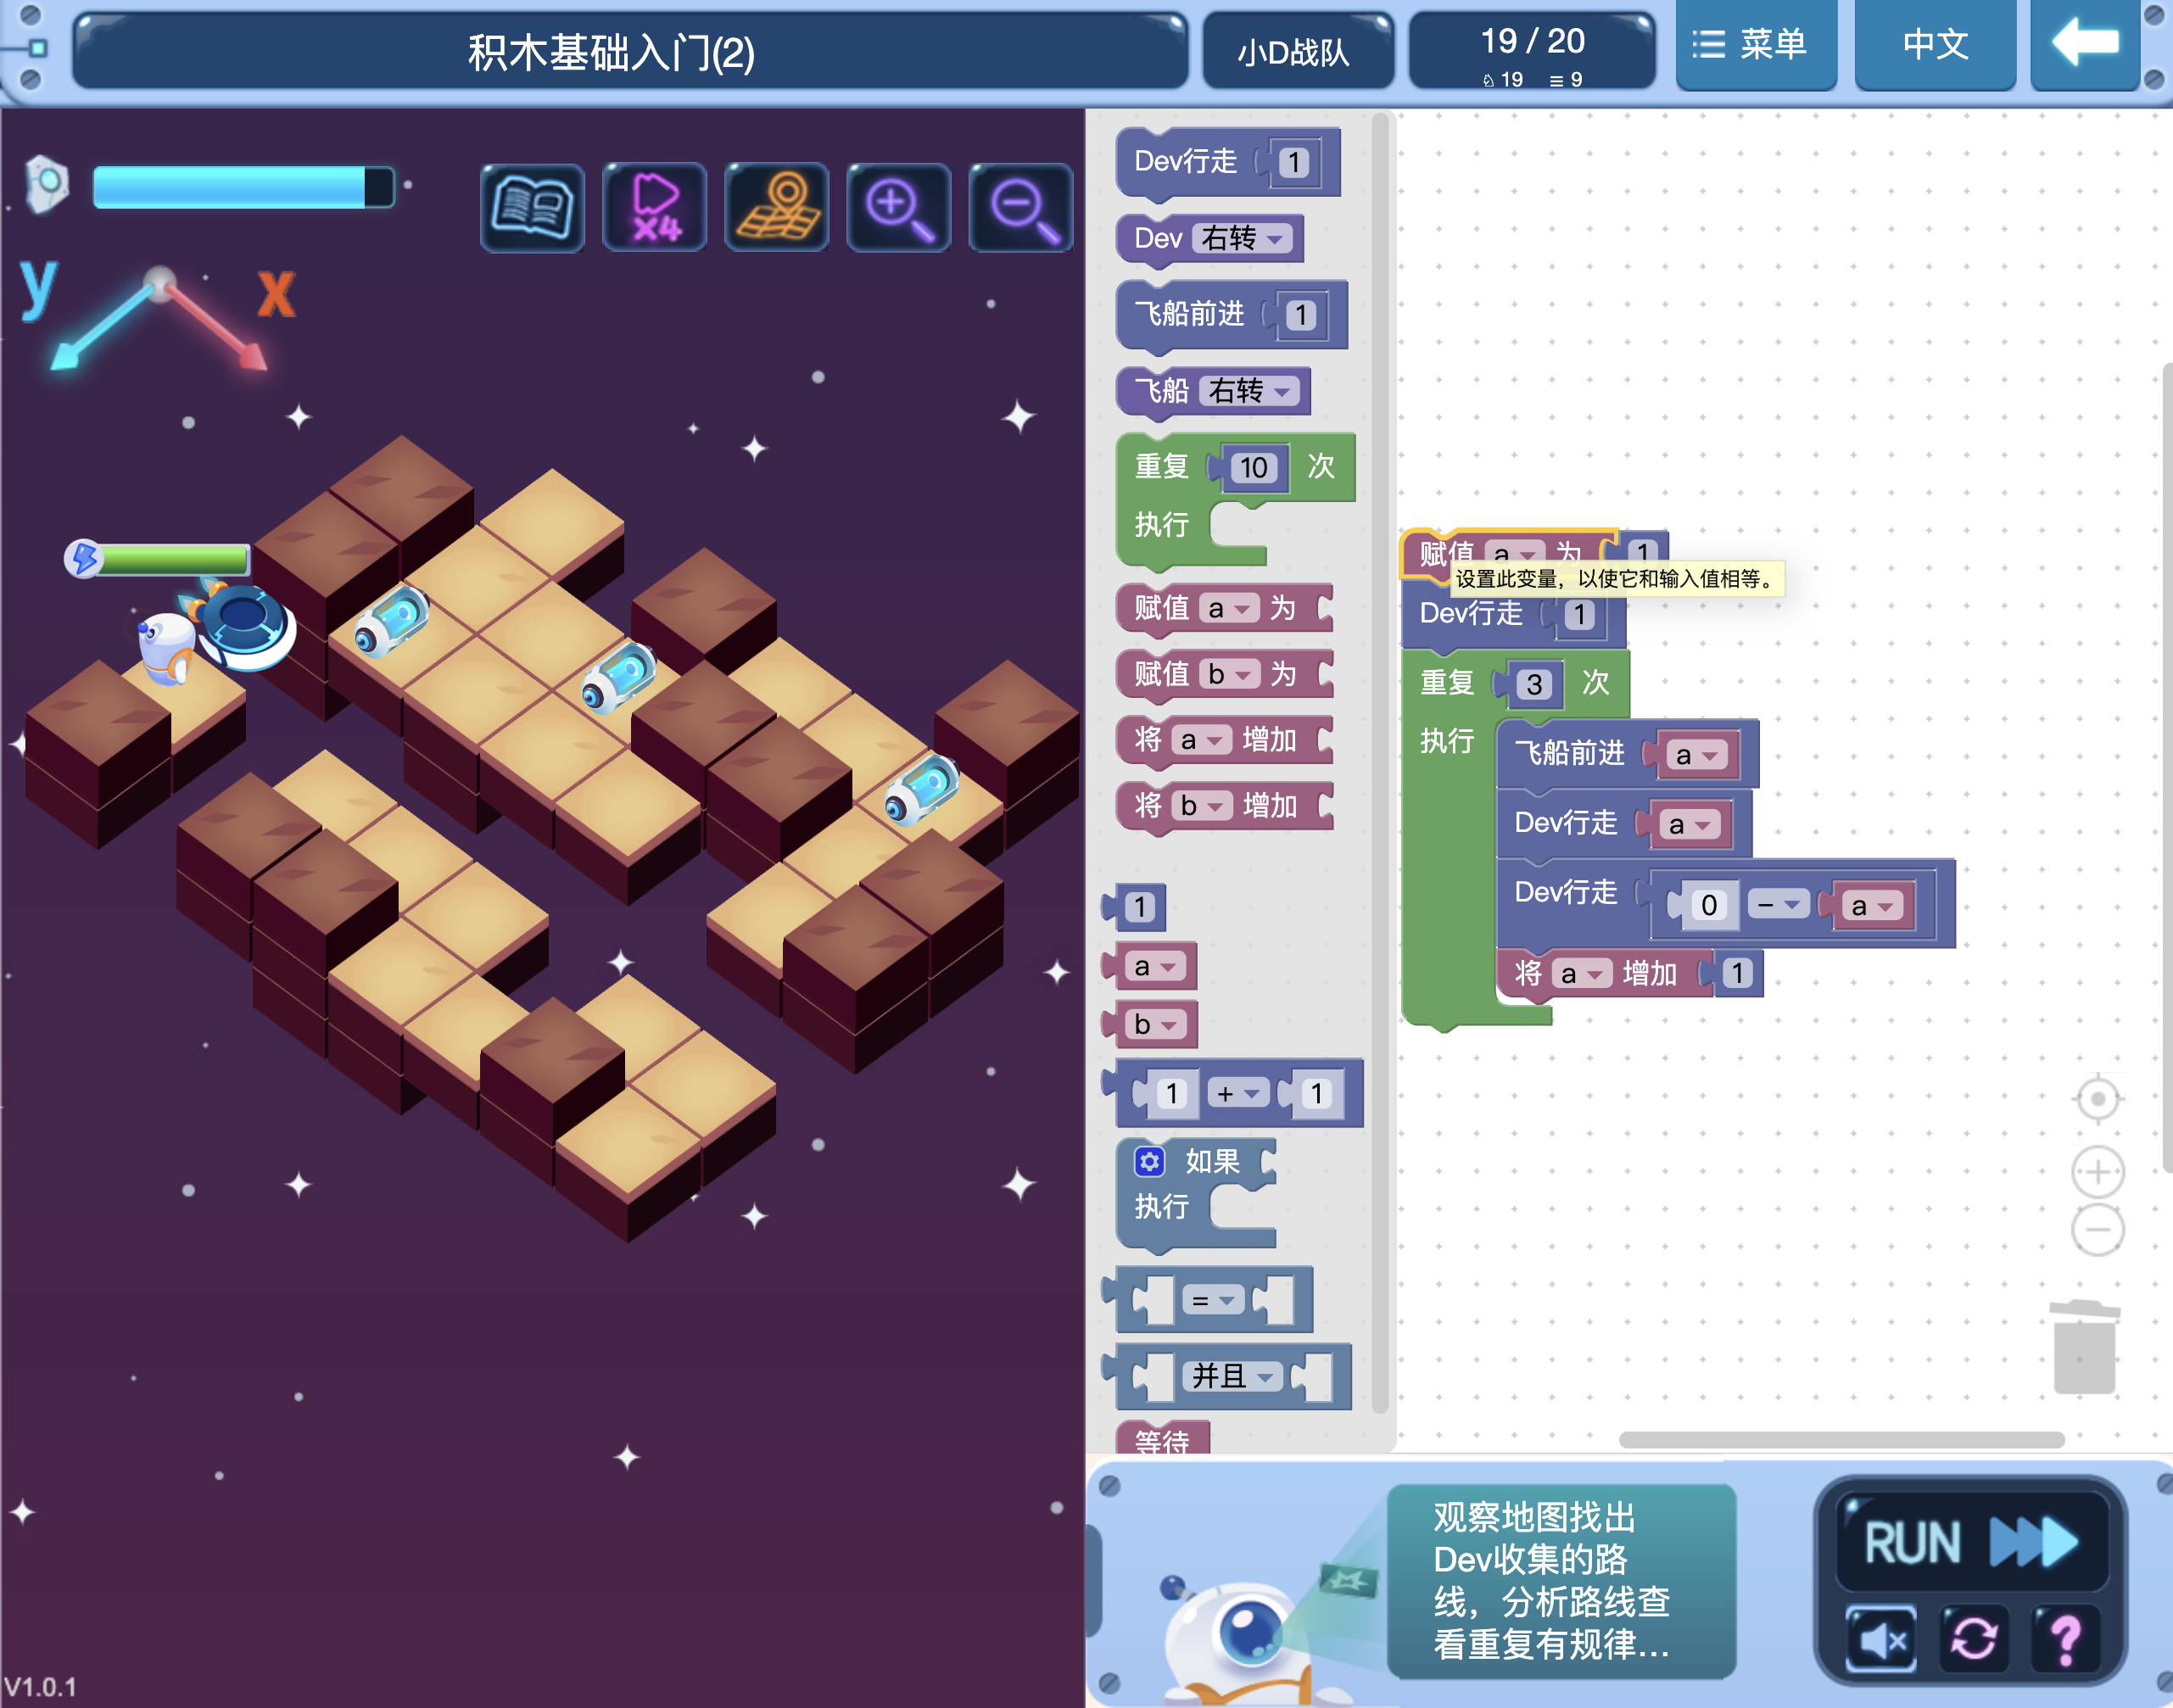 积木基础入门(2)
小D战队
19 / 20
19
9
菜单
中文
x4
y
x
Dev行走 1
Dev 右转
飞船前进 1
飞船 右转
重复 10 次
执行
赋值 a 为
赋值 b 为
将 a 增加
将 b 增加
1
a
b
1 + 1
如果
执行
=
并且
等待
赋值 a 为 1
设置此变量，以使它和输入值相等。
Dev行走 1
重复 3 次
执行
飞船前进 a
Dev行走 a
Dev行走 0 - a
将 a 增加 1
观察地图找出
Dev收集的路
线，分析路线查
看重复有规律...
RUN
?
V1.0.1